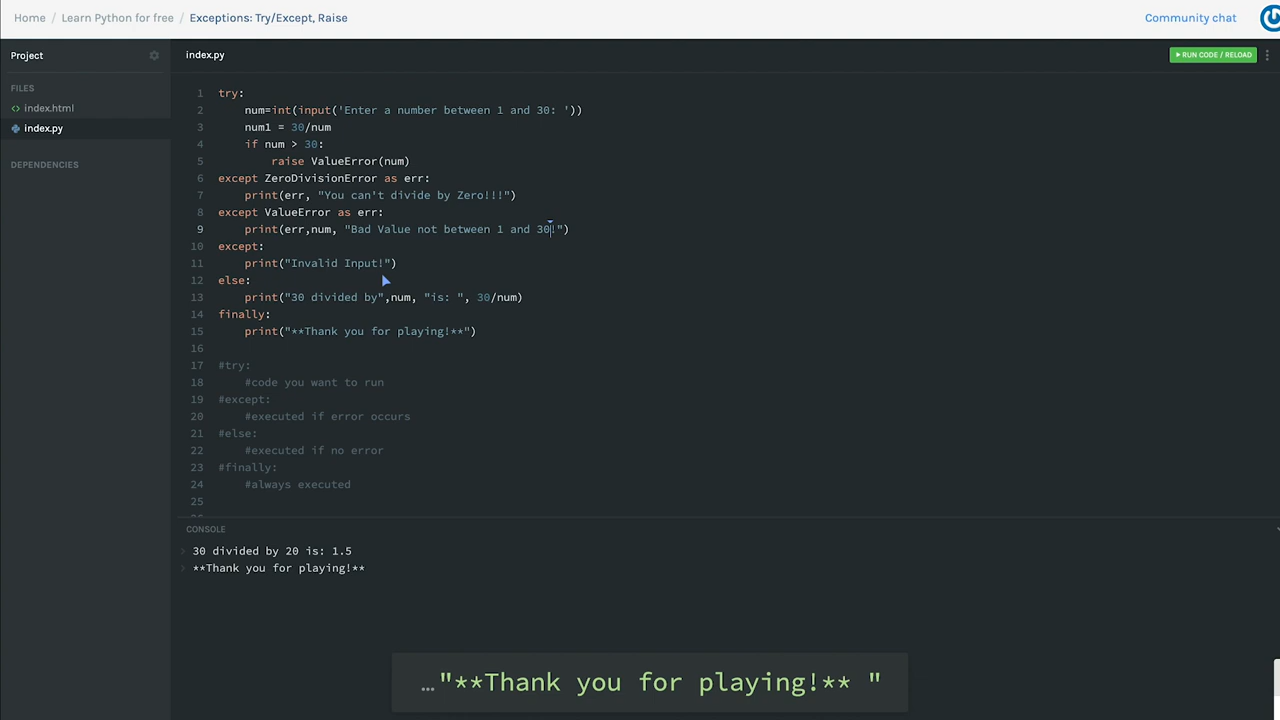 Home / Learn Python for free / Exceptions: Try/Except, Raise
Community chat
Project
index.py
RUN CODE / RELOAD
FILES
<> index.html
index.py
DEPENDENCIES
1 try:
2     num=int(input('Enter a number between 1 and 30: '))
3     num1 = 30/num
4     if num > 30:
5         raise ValueError(num)
6 except ZeroDivisionError as err:
7     print(err, "You can't divide by Zero!!!")
8 except ValueError as err:
9     print(err,num, "Bad Value not between 1 and 30!")
10 except:
11     print("Invalid Input!")
12 else:
13     print("30 divided by",num, "is: ", 30/num)
14 finally:
15     print("**Thank you for playing!**")
16
17 #try:
18     #code you want to run
19 #except:
20     #executed if error occurs
21 #else:
22     #executed if no error
23 #finally:
24     #always executed
25
CONSOLE
30 divided by 20 is: 1.5
**Thank you for playing!**
…"**Thank you for playing!** "